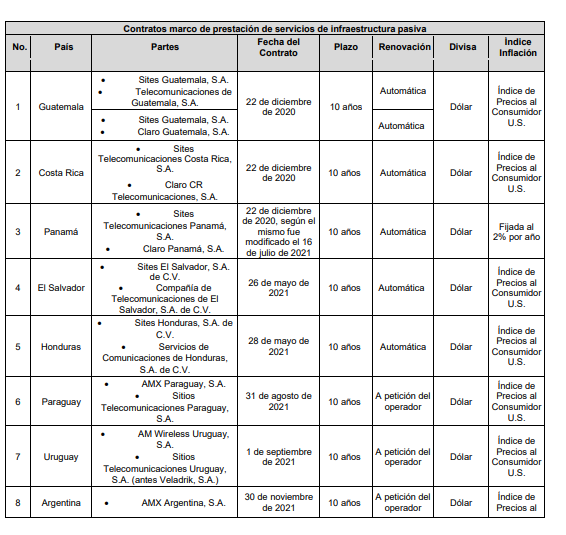 Contratos marco de prestación de servicios de infraestructura pasiva
No. País Partes Fecha del Contrato Plazo Renovación Divisa Índice Inflación
1 Guatemala
• Sites Guatemala, S.A.
• Telecomunicaciones de
Guatemala, S.A.
• Sites Guatemala, S.A.
• Claro Guatemala, S.A.
22 de diciembre
de 2020
10 años
Automática
Automática
Dólar
Índice de
Precios al
Consumidor
U.S.
2 Costa Rica
• Sites
Telecomunicaciones Costa Rica,
S.A.
• Claro CR
Telecomunicaciones, S.A.
22 de diciembre
de 2020
10 años
Automática
Dólar
Índice de
Precios al
Consumidor
U.S.
3 Panamá
• Sites
Telecomunicaciones Panamá,
S.A.
• Claro Panamá, S.A.
22 de diciembre
de 2020, según el
mismo fue
modificado el 16
de julio de 2021
10 años
Automática
Dólar
Fijada al
2% por año
4 El Salvador
• Sites El Salvador, S.A.
de C.V.
• Compañía de
Telecomunicaciones de El
Salvador, S.A. de C.V.
26 de mayo de
2021
10 años
Automática
Dólar
Índice de
Precios al
Consumidor
U.S.
5 Honduras
• Sites Honduras, S.A. de
C.V.
• Servicios de
Comunicaciones de Honduras,
S.A. de C.V.
28 de mayo de
2021
10 años
Automática
Dólar
Índice de
Precios al
Consumidor
U.S.
6 Paraguay
• AMX Paraguay, S.A.
• Sitios
Telecomunicaciones Paraguay,
S.A.
31 de agosto de
2021
10 años
A petición del
operador
Dólar
Índice de
Precios al
Consumidor
U.S.
7 Uruguay
• AM Wireless Uruguay,
S.A.
• Sitios
Telecomunicaciones Uruguay,
S.A. (antes Veladrik, S.A.)
1 de septiembre
de 2021
10 años
A petición del
operador
Dólar
Índice de
Precios al
Consumidor
U.S.
8 Argentina
• AMX Argentina, S.A.
30 de noviembre
de 2021
10 años
A petición del
operador
Dólar
Índice de
Precios al